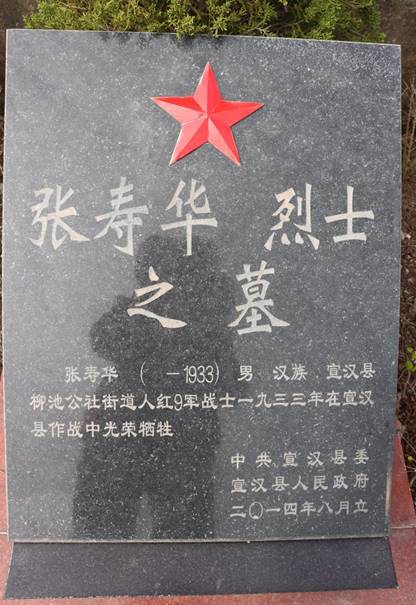 张寿华 烈士
之墓
张寿华 ( －1933) 男 汉族 宣汉县
柳池公社街道人红9军战士一九三三年在宣汉
县作战中光荣牺牲
中共宣汉县委
宣汉县人民政府
二〇一四年八月立